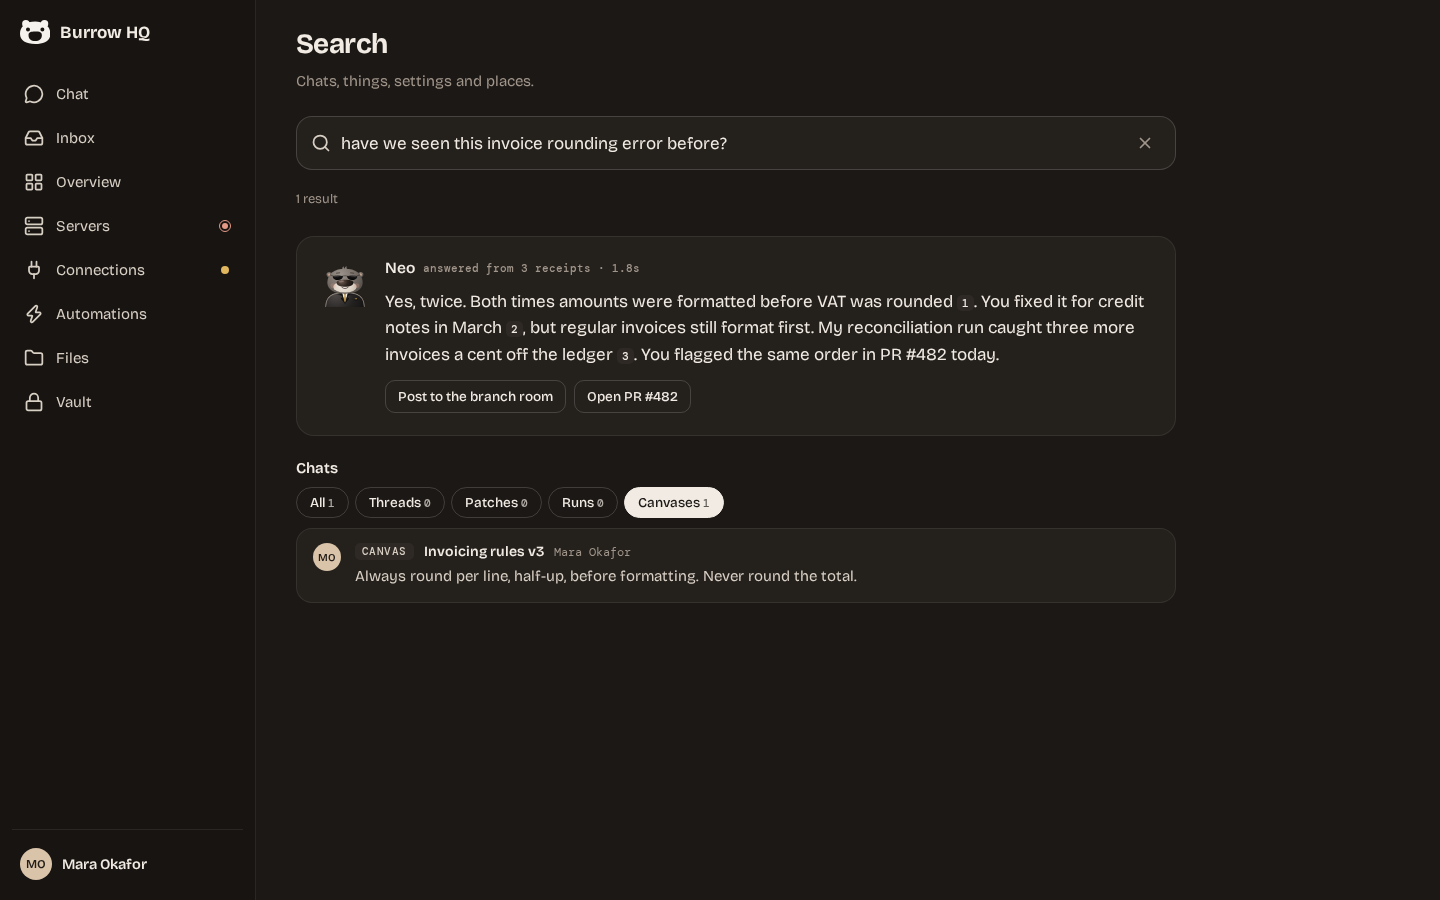 Burrow HQ
Chat
Inbox
Overview
Servers
Connections
Automations
Files
Vault
MO Mara Okafor
Search
Chats, things, settings and places.
have we seen this invoice rounding error before?
1 result
Neo answered from 3 receipts · 1.8s
Yes, twice. Both times amounts were formatted before VAT was rounded 1. You fixed it for credit
notes in March 2, but regular invoices still format first. My reconciliation run caught three more
invoices a cent off the ledger 3. You flagged the same order in PR #482 today.
Post to the branch room Open PR #482
Chats
All 1 Threads 0 Patches 0 Runs 0 Canvases 1
MO CANVAS Invoicing rules v3 Mara Okafor
Always round per line, half-up, before formatting. Never round the total.